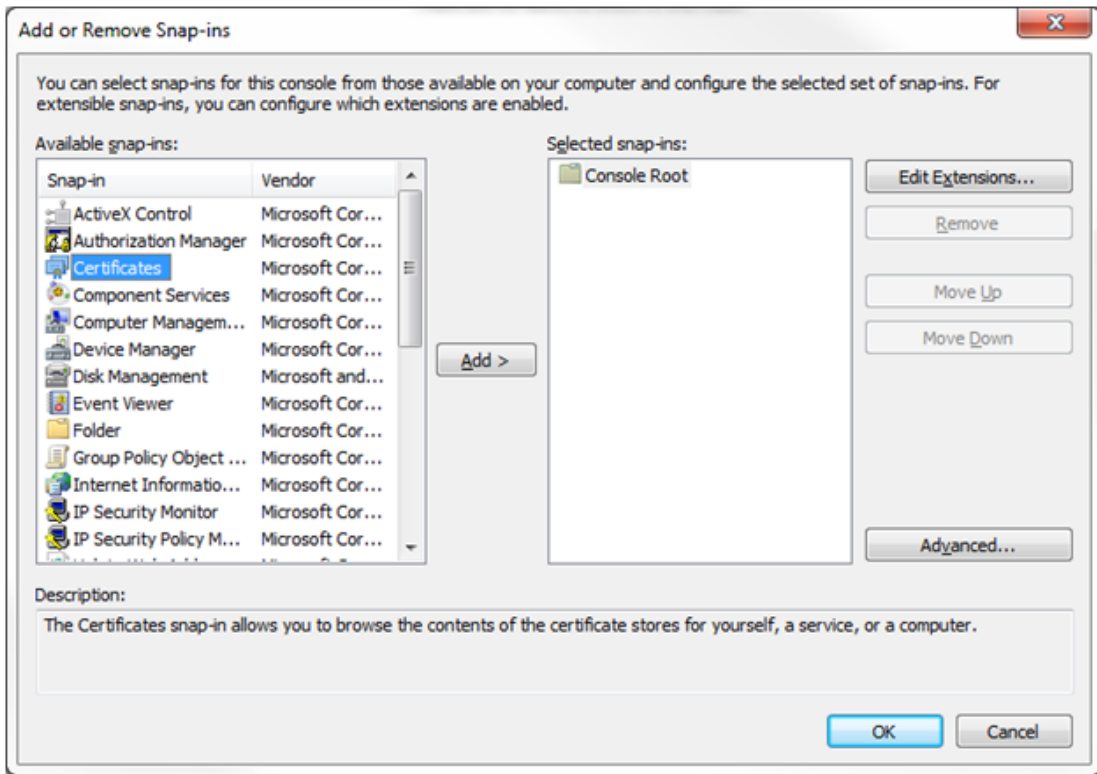 Add or Remove Snap-ins
You can select snap-ins for this console from those available on your computer and configure the selected set of snap-ins. For
extensible snap-ins, you can configure which extensions are enabled.
Available snap-ins:
Selected snap-ins:
Snap-in Vendor
ActiveX Control Microsoft Cor...
Authorization Manager Microsoft Cor...
Certificates Microsoft Cor...
Component Services Microsoft Cor...
Computer Managem... Microsoft Cor...
Device Manager Microsoft Cor...
Disk Management Microsoft and...
Event Viewer Microsoft Cor...
Folder Microsoft Cor...
Group Policy Object ... Microsoft Cor...
Internet Informatio... Microsoft Cor...
IP Security Monitor Microsoft Cor...
IP Security Policy M... Microsoft Cor...
Add >
Console Root
Edit Extensions...
Remove
Move Up
Move Down
Advanced...
Description:
The Certificates snap-in allows you to browse the contents of the certificate stores for yourself, a service, or a computer.
OK
Cancel